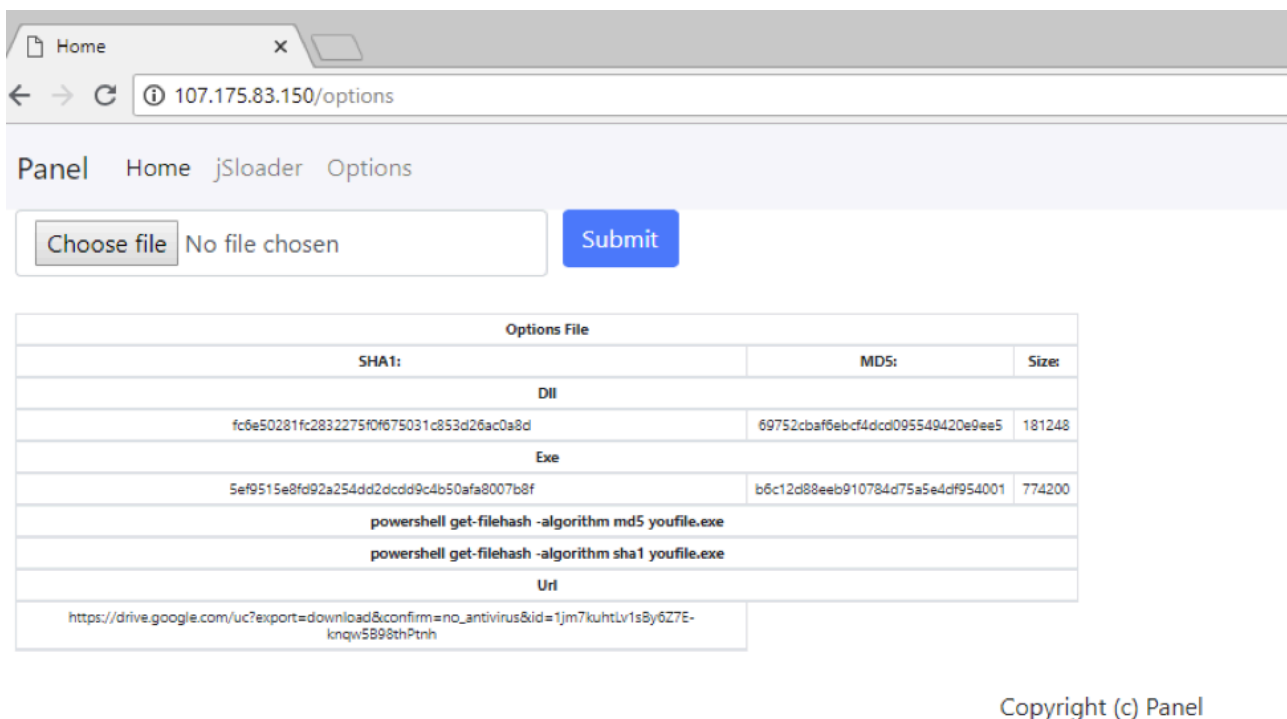 Home
107.175.83.150/options
Panel Home jSloader Options
Choose file No file chosen Submit
Options File
SHA1: MD5: Size:
Dll
fc6e50281fc2832275f0f675031c853d26ac0a8d 69752cbaf6ebcf4dcd095549420e9ee5 181248
Exe
5ef9515e8fd92a254dd2dcdd9c4b50afa8007b8f b6c12d88eeb910784d75a5e4df954001 774200
powershell get-filehash -algorithm md5 youfile.exe
powershell get-filehash -algorithm sha1 youfile.exe
Url
https://drive.google.com/uc?export=download&confirm=no_antivirus&id=1jm7kuhtLv1sBy6Z7E-
knqw5B98thPtnh
Copyright (c) Panel